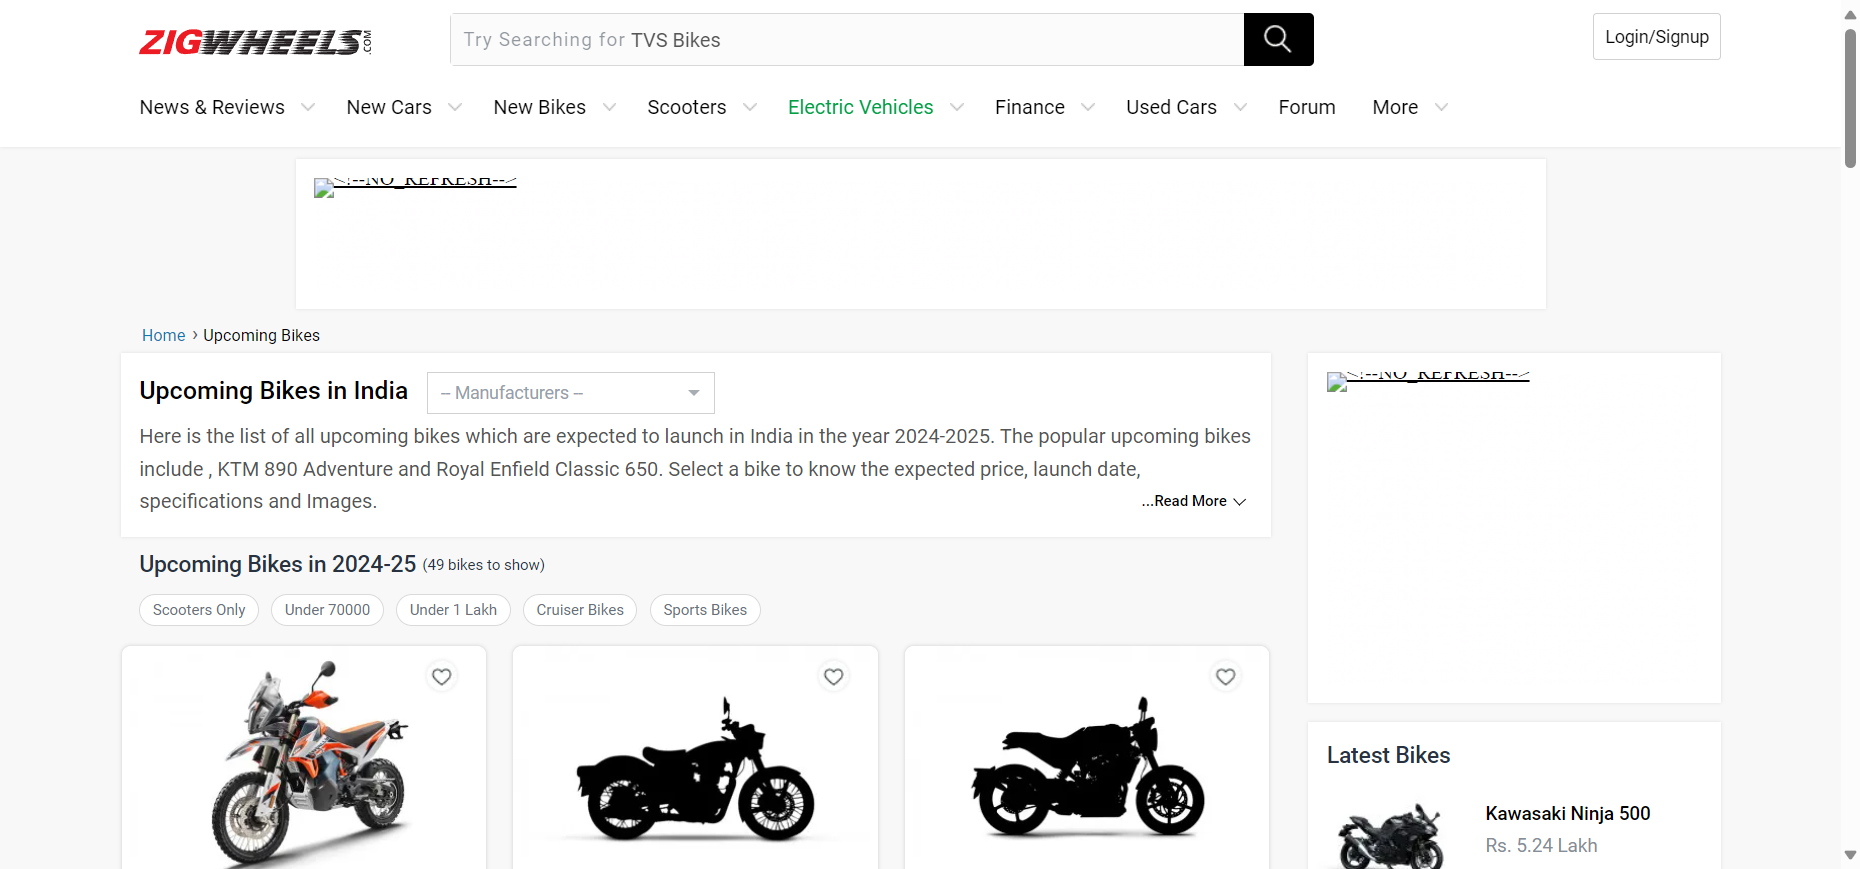 ZIGWHEELS.COM
Try Searching for TVS Bikes
Login/Signup
News & Reviews New Cars New Bikes Scooters Electric Vehicles Finance Used Cars Forum More
<!--NO_REFRESH-->
Home › Upcoming Bikes
Upcoming Bikes in India
-- Manufacturers --
Here is the list of all upcoming bikes which are expected to launch in India in the year 2024-2025. The popular upcoming bikes
include , KTM 890 Adventure and Royal Enfield Classic 650. Select a bike to know the expected price, launch date,
specifications and Images.
...Read More
<!--NO_REFRESH-->
Upcoming Bikes in 2024-25 (49 bikes to show)
Scooters Only Under 70000 Under 1 Lakh Cruiser Bikes Sports Bikes
Latest Bikes
Kawasaki Ninja 500
Rs. 5.24 Lakh